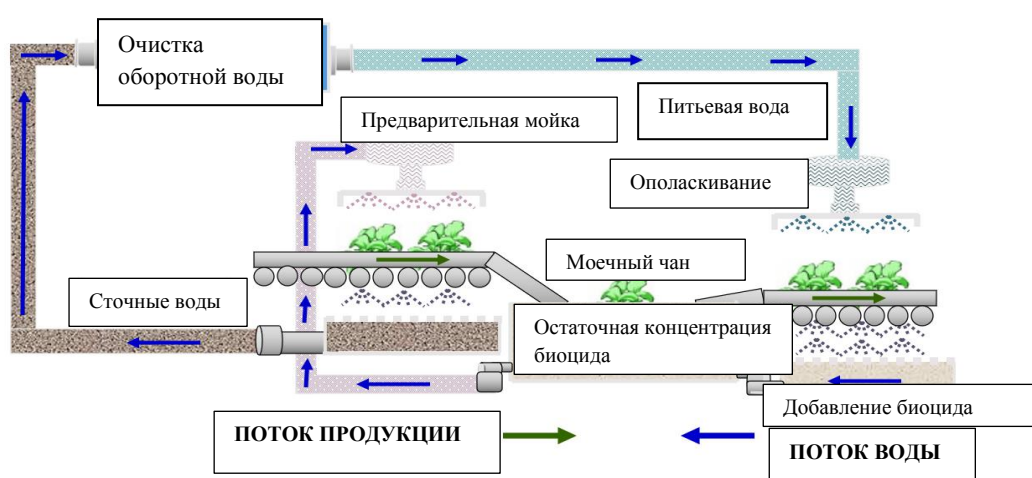 Очистка
оборотной воды
Предварительная мойка
Питьевая вода
Ополаскивание
Моечный чан
Сточные воды
Остаточная концентрация
биоцида
Добавление биоцида
ПОТОК ПРОДУКЦИИ
ПОТОК ВОДЫ